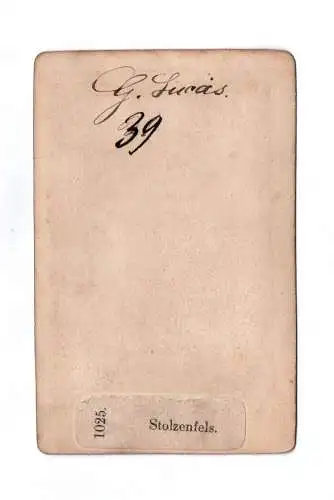 G. Lucas.
39
1025.
Stolzenfels.